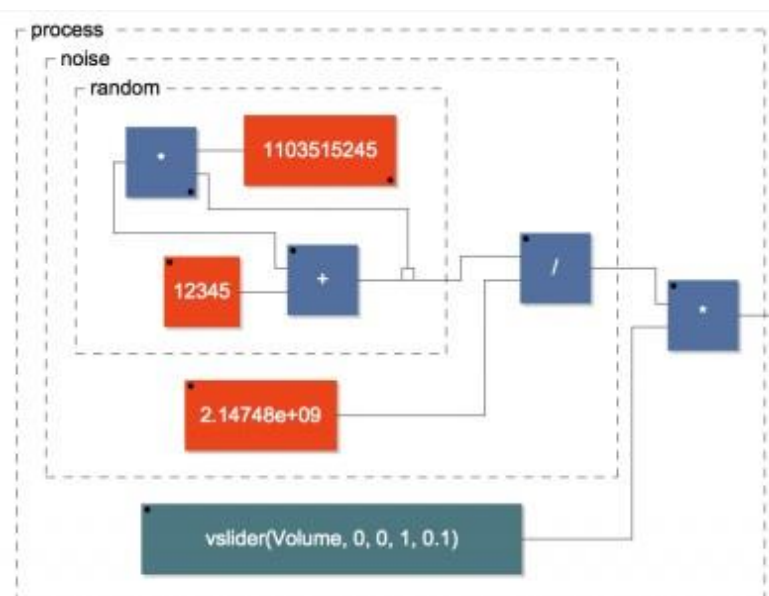 process
noise
random
*
1103515245
12345
+
/
*
2.14748e+09
vslider(Volume, 0, 0, 1, 0.1)